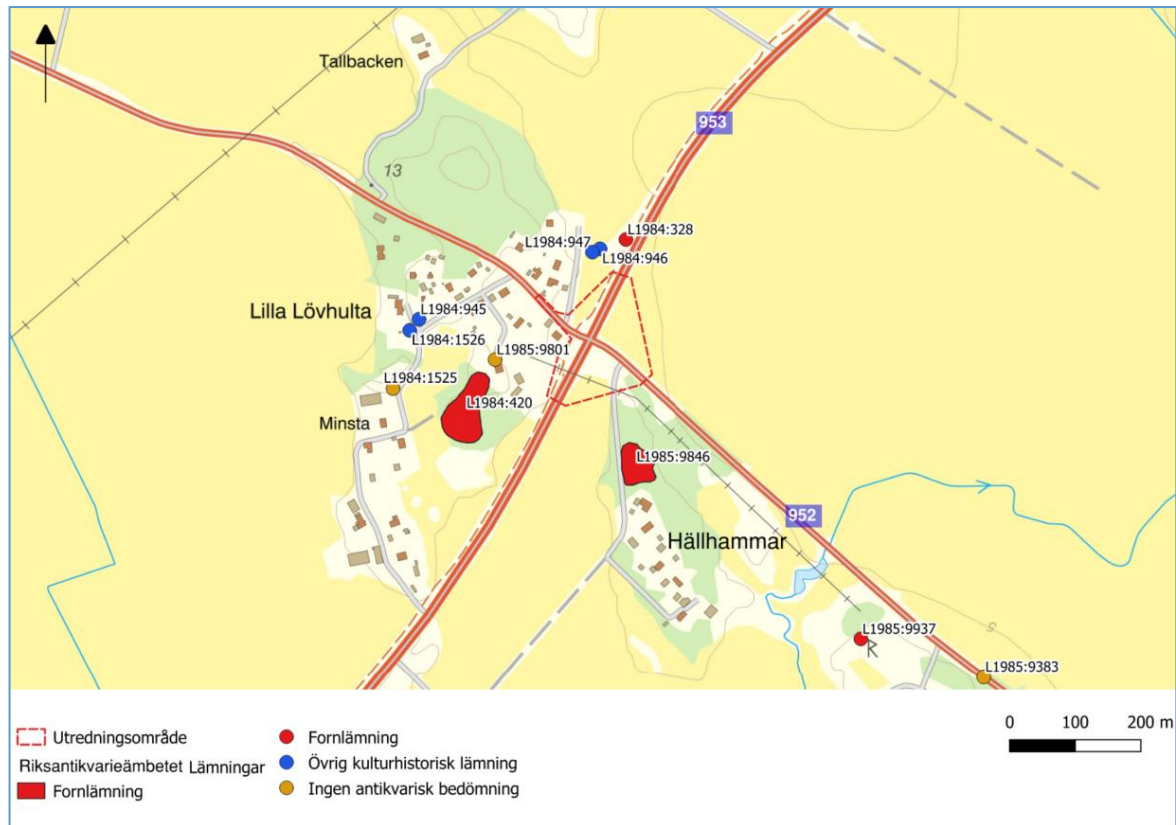 Tallbacken
953
13
L1984:328
L1984:947
L1984:946
Lilla Lövhulta
L1984:945
L1984:1526
L1985:9801
L1984:1525
L1984:420
Minsta
L1985:9846
952
Hällhammar
L1985:9937
R
5
L1985:9383
Utredningsområde
Riksantikvarieämbetet Lämningar
Fornlämning
Fornlämning
Övrig kulturhistorisk lämning
Ingen antikvarisk bedömning
0 100 200 m